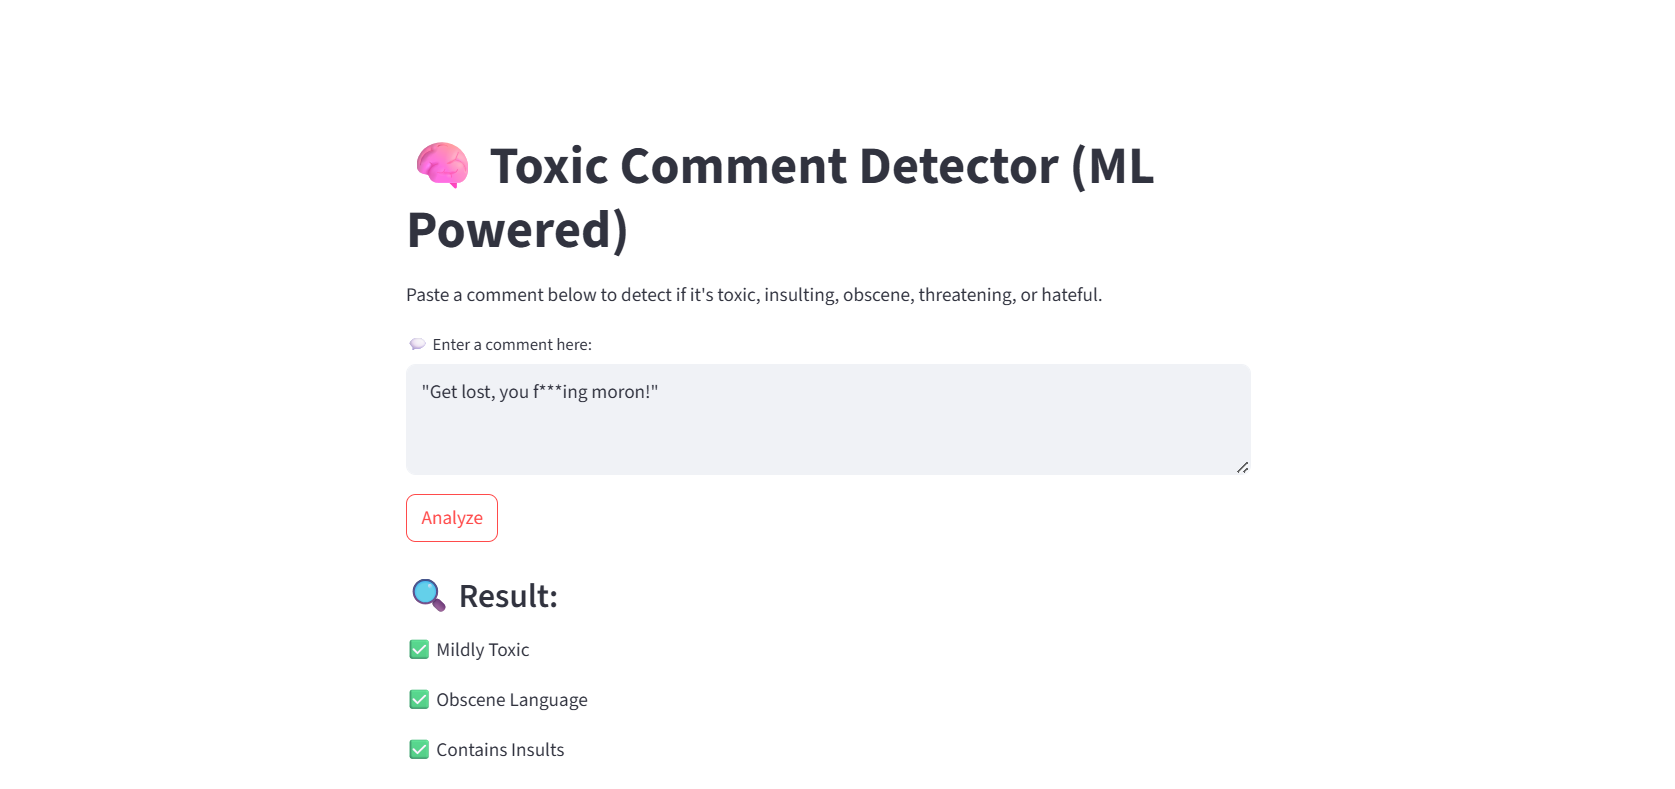 🧠 Toxic Comment Detector (ML
Powered)
Paste a comment below to detect if it's toxic, insulting, obscene, threatening, or hateful.
💬 Enter a comment here:
"Get lost, you f***ing moron!"
Analyze
🔍 Result:
✅ Mildly Toxic
✅ Obscene Language
✅ Contains Insults